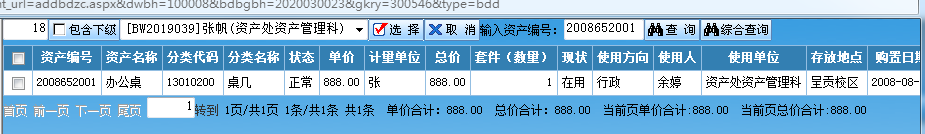 nt_url=addbdzc.aspx&dwbh=100008&bdbgbh=2020030023&gkry=300546&type=bdd
18 包含下级 [BW2019039]张帆(资产处资产管理科) 选 择 取 消 输入资产编号: 2008652001 查 询 综合查询
资产编号 资产名称 分类代码 分类名称 状态 单价 计量单位 总价 套件（数量） 现状 使用方向 使用人 使用单位 存放地点 购置日期
2008652001 办公桌 13010200 桌几 正常 888.00 张 888.00 1 在用 行政 余婷 资产处资产管理科 呈贡校区 2008-08-
首页 前一页 下一页 尾页 1 转到 1页/共1页 1条/共1条 共1条 单价合计:888.00 总价合计:888.00 当前页单价合计:888.00 当前页总价合计:888.00